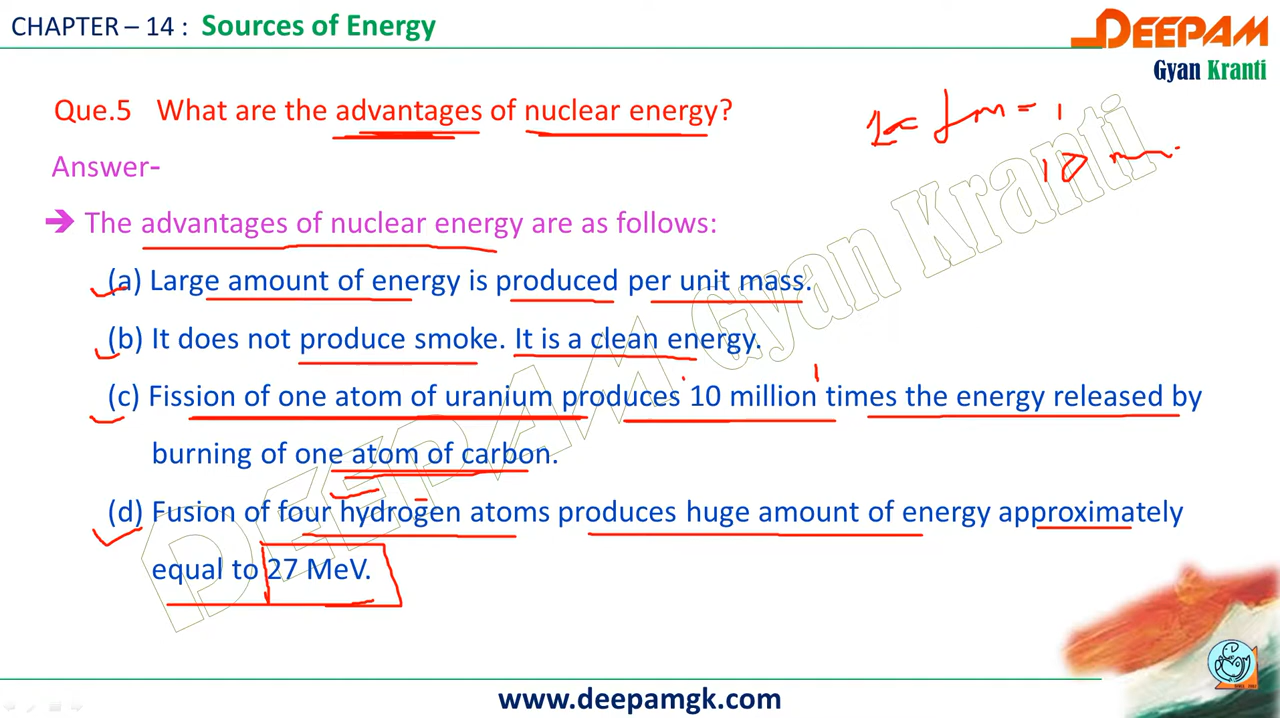 CHAPTER – 14 : Sources of Energy
DEEPAM
Gyan Kranti
Que.5 What are the advantages of nuclear energy?
Answer-
➔ The advantages of nuclear energy are as follows:
(a) Large amount of energy is produced per unit mass.
(b) It does not produce smoke. It is a clean energy.
(c) Fission of one atom of uranium produces 10 million times the energy released by
burning of one atom of carbon.
(d) Fusion of four hydrogen atoms produces huge amount of energy approximately
equal to 27 MeV.
DEEPAM Gyan Kranti
www.deepamgk.com